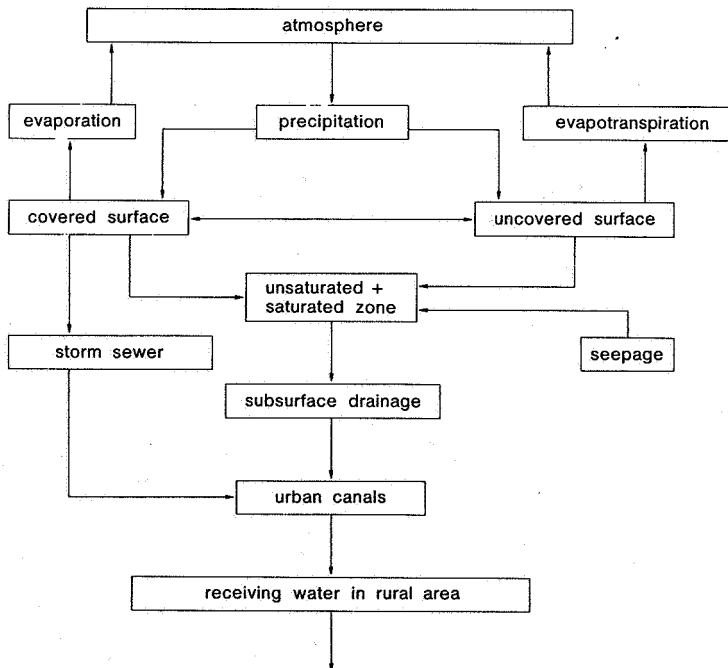 atmosphere
evaporation
precipitation
evapotranspiration
covered surface
uncovered surface
unsaturated +
saturated zone
storm sewer
seepage
subsurface drainage
urban canals
receiving water in rural area